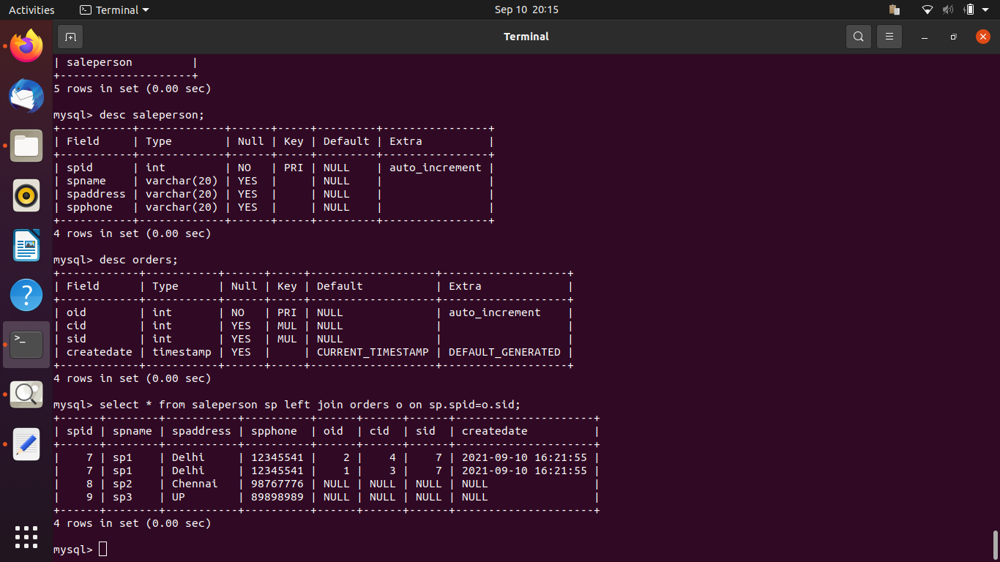 Activities Terminal Sep 10 20:15
Terminal
| saleperson         |
+--------------------+
5 rows in set (0.00 sec)
mysql> desc saleperson;
+-----------+-------------+------+-----+---------+----------------+
| Field     | Type        | Null | Key | Default | Extra          |
+-----------+-------------+------+-----+---------+----------------+
| spid      | int         | NO   | PRI | NULL    | auto_increment |
| spname    | varchar(20) | YES  |     | NULL    |                |
| spaddress | varchar(20) | YES  |     | NULL    |                |
| spphone   | varchar(20) | YES  |     | NULL    |                |
+-----------+-------------+------+-----+---------+----------------+
4 rows in set (0.00 sec)
mysql> desc orders;
+------------+-----------+------+-----+-------------------+-------------------+
| Field      | Type      | Null | Key | Default           | Extra             |
+------------+-----------+------+-----+-------------------+-------------------+
| oid        | int       | NO   | PRI | NULL              | auto_increment    |
| cid        | int       | YES  | MUL | NULL              |                   |
| sid        | int       | YES  | MUL | NULL              |                   |
| createdate | timestamp | YES  |     | CURRENT_TIMESTAMP | DEFAULT_GENERATED |
+------------+-----------+------+-----+-------------------+-------------------+
4 rows in set (0.00 sec)
mysql> select * from saleperson sp left join orders o on sp.spid=o.sid;
+------+--------+-----------+----------+------+------+------+---------------------+
| spid | spname | spaddress | spphone  | oid  | cid  | sid  | createdate          |
+------+--------+-----------+----------+------+------+------+---------------------+
|    7 | sp1    | Delhi     | 12345541 |    2 |    4 |    7 | 2021-09-10 16:21:55 |
|    7 | sp1    | Delhi     | 12345541 |    1 |    3 |    7 | 2021-09-10 16:21:55 |
|    8 | sp2    | Chennai   | 98767776 | NULL | NULL | NULL | NULL                |
|    9 | sp3    | UP        | 89898989 | NULL | NULL | NULL | NULL                |
+------+--------+-----------+----------+------+------+------+---------------------+
4 rows in set (0.00 sec)
mysql>